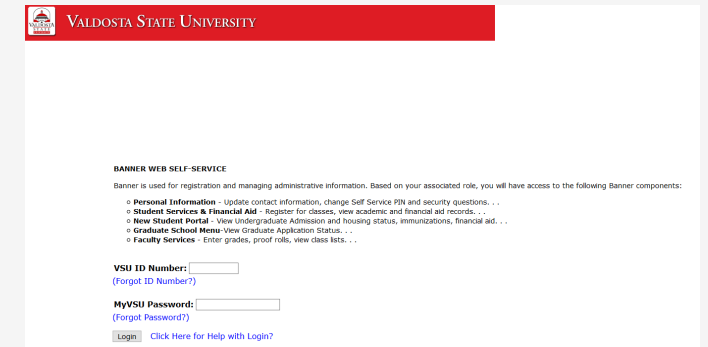 VALDOSTA STATE UNIVERSITY
VALDOSTA
STATE
BANNER WEB SELF-SERVICE
Banner is used for registration and managing administrative information. Based on your associated role, you will have access to the following Banner components:
Personal Information - Update contact information, change Self Service PIN and security questions. . .
Student Services & Financial Aid - Register for classes, view academic and financial aid records. . .
New Student Portal - View Undergraduate Admission and housing status, immunizations, financial aid. . .
Graduate School Menu-View Graduate Application Status. . .
Faculty Services - Enter grades, proof rolls, view class lists. . .
VSU ID Number:
(Forgot ID Number?)
MyVSU Password:
(Forgot Password?)
Login Click Here for Help with Login?